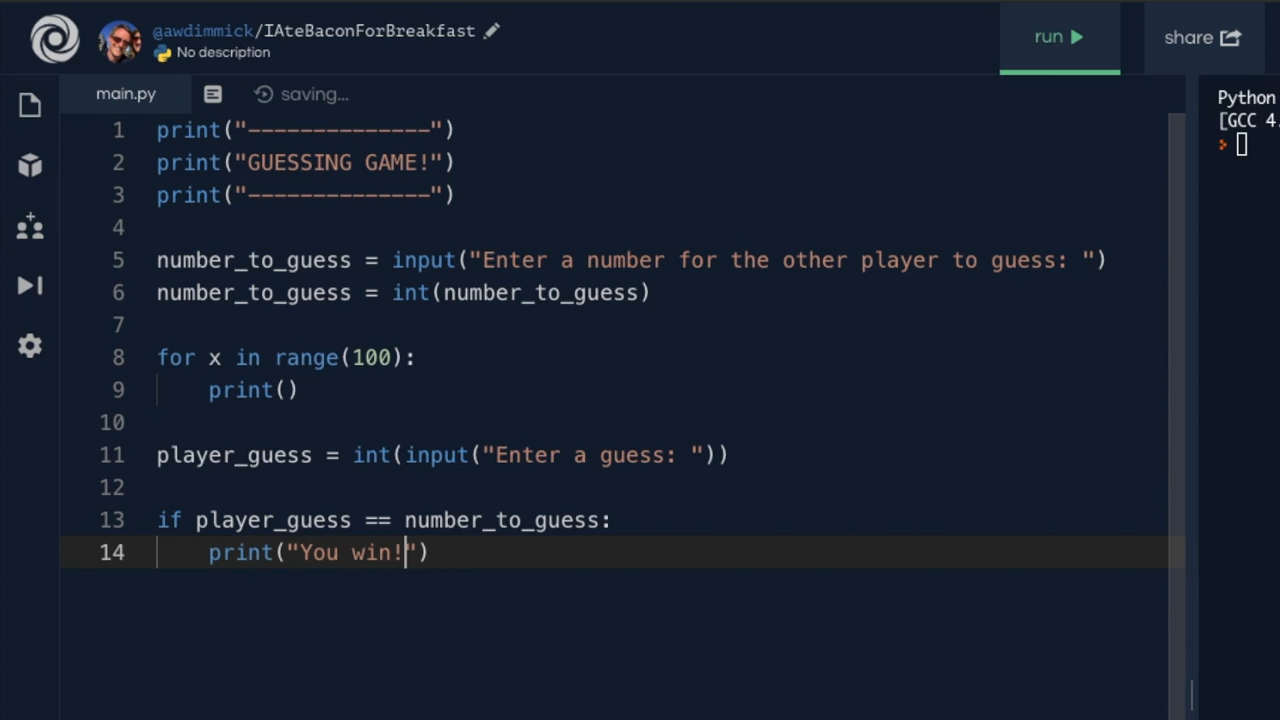 @awdimmick/IAteBaconForBreakfast
No description
run
share
main.py
saving...
Python
[GCC 4.
1 print("--------------")
2 print("GUESSING GAME!")
3 print("--------------")
4
5 number_to_guess = input("Enter a number for the other player to guess: ")
6 number_to_guess = int(number_to_guess)
7
8 for x in range(100):
9     print()
10
11 player_guess = int(input("Enter a guess: "))
12
13 if player_guess == number_to_guess:
14     print("You win!")